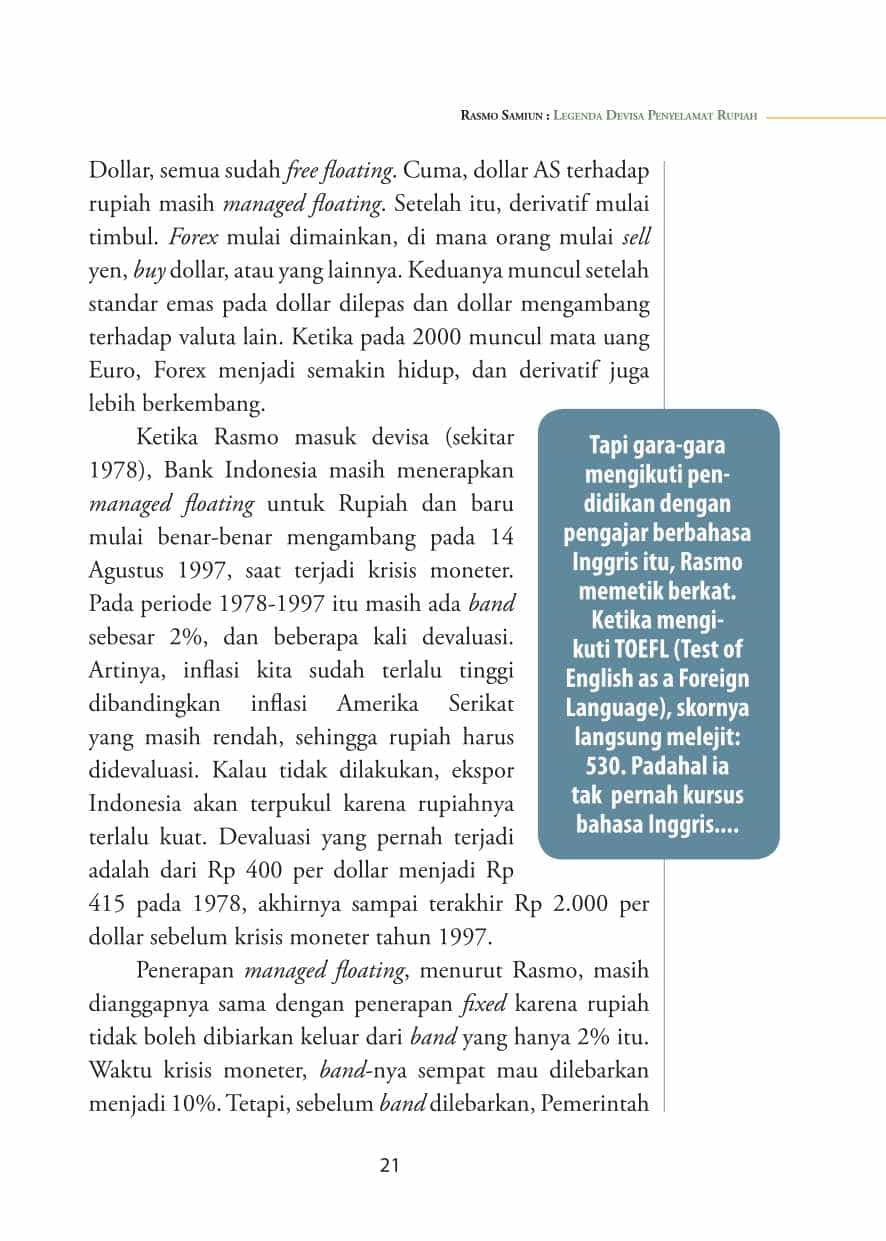 Rasmo Samiun : Legenda Devisa Penyelamat Rupiah
Dollar, semua sudah free floating. Cuma, dollar AS terhadap
rupiah masih managed floating. Setelah itu, derivatif mulai
timbul. Forex mulai dimainkan, di mana orang mulai sell
yen, buy dollar, atau yang lainnya. Keduanya muncul setelah
standar emas pada dollar dilepas dan dollar mengambang
terhadap valuta lain. Ketika pada 2000 muncul mata uang
Euro, Forex menjadi semakin hidup, dan derivatif juga
lebih berkembang.
Ketika Rasmo masuk devisa (sekitar
1978), Bank Indonesia masih menerapkan
managed floating untuk Rupiah dan baru
mulai benar-benar mengambang pada 14
Agustus 1997, saat terjadi krisis moneter.
Pada periode 1978-1997 itu masih ada band
sebesar 2%, dan beberapa kali devaluasi.
Artinya, inflasi kita sudah terlalu tinggi
dibandingkan inflasi Amerika Serikat
yang masih rendah, sehingga rupiah harus
didevaluasi. Kalau tidak dilakukan, ekspor
Indonesia akan terpukul karena rupiahnya
terlalu kuat. Devaluasi yang pernah terjadi
adalah dari Rp 400 per dollar menjadi Rp
415 pada 1978, akhirnya sampai terakhir Rp 2.000 per
dollar sebelum krisis moneter tahun 1997.
Penerapan managed floating, menurut Rasmo, masih
dianggapnya sama dengan penerapan fixed karena rupiah
tidak boleh dibiarkan keluar dari band yang hanya 2% itu.
Waktu krisis moneter, band-nya sempat mau dilebarkan
menjadi 10%. Tetapi, sebelum band dilebarkan, Pemerintah
Tapi gara-gara
mengikuti pen-
didikan dengan
pengajar berbahasa
Inggris itu, Rasmo
memetik berkat.
Ketika mengi-
kuti TOEFL (Test of
English as a Foreign
Language), skornya
langsung melejit:
530. Padahal ia
tak pernah kursus
bahasa Inggris....
21